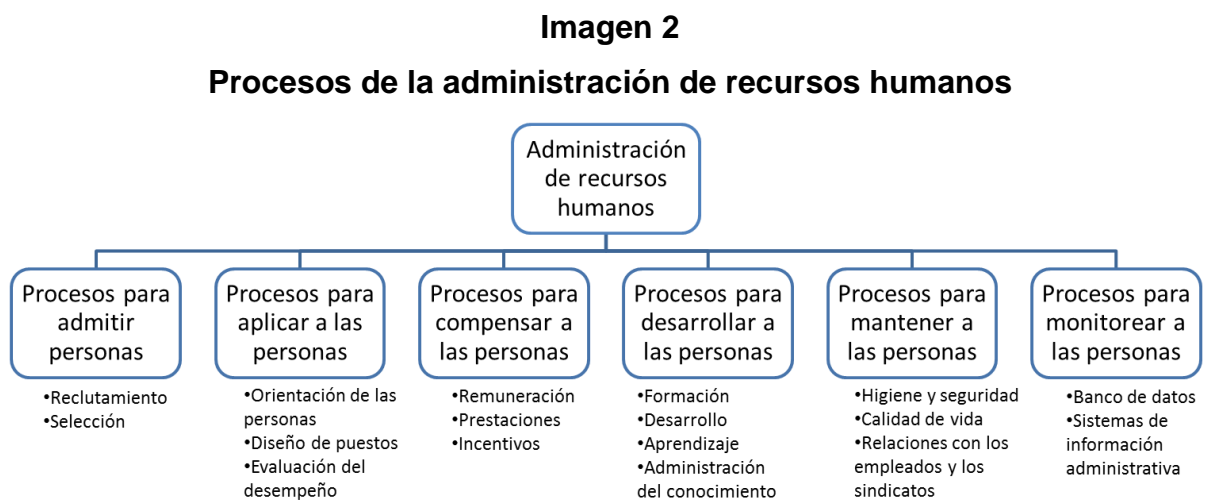 Imagen 2
Procesos de la administración de recursos humanos
Administración
de recursos
humanos
Procesos para
admitir
personas
•Reclutamiento
•Selección
Procesos para
aplicar a las
personas
•Orientación de las
personas
•Diseño de puestos
•Evaluación del
desempeño
Procesos para
compensar a
las personas
•Remuneración
•Prestaciones
•Incentivos
Procesos para
desarrollar a
las personas
•Formación
•Desarrollo
•Aprendizaje
•Administración
del conocimiento
Procesos para
mantener a
las personas
•Higiene y seguridad
•Calidad de vida
•Relaciones con los
empleados y los
sindicatos
Procesos para
monitorear a
las personas
•Banco de datos
•Sistemas de
información
administrativa